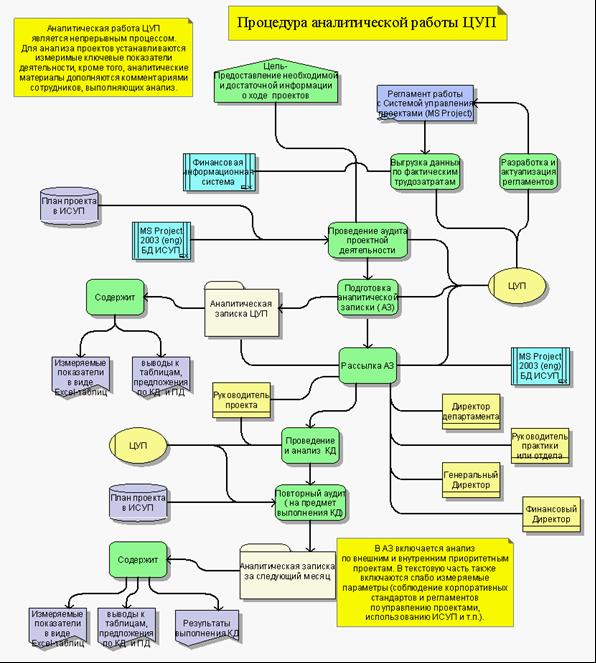 Процедура аналитической работы ЦУП
Аналитическая работа ЦУП
является непрерывным процессом.
Для анализа проектов устанавливаются
измеримые ключевые показатели
деятельности, кроме того, аналитические
материалы дополняются комментариями
сотрудников, выполняющих анализ.
Цель-
Предоставление необходимой
и достаточной информации
о ходе проектов
Регламент работы
с Системой управления
проектами (MS Project)
Финансовая
информационная
система
Выгрузка данных
по фактическим
трудозатратам
Разработка и
актуализация
регламентов
План проекта
в ИСУП
MS Project
2003 (eng)
БД ИСУП
Проведение аудита
проектной
деятельности
ЦУП
Содержит
Аналитическая
записка ЦУП
Подготовка
аналитической
записки (АЗ)
Измеряемые
показатели
в виде
Excel-таблиц
выводы к
таблицам,
предложения
по КД и ПД
Рассылка АЗ
MS Project
2003 (eng)
БД ИСУП
Руководитель
проекта
Директор
департамента
ЦУП
Проведение
и анализ КД
Руководитель
практики
или отдела
Генеральный
Директор
План проекта
в ИСУП
Повторный аудит
( на предмет
выполнения КД)
Финансовый
Директор
Содержит
Аналитическая записка
за следующий месяц
В АЗ включается анализ
по внешним и внутренним приоритетным
проектам. В текстовую часть также
включаются слабо измеряемые
параметры (соблюдение корпоративных
стандартов и регламентов
по управлению проектами,
использованию ИСУП и т.п.).
Измеряемые
показатели
в виде
Excel-таблиц
выводы к
таблицам,
предложения
по КД и ПД
Результаты
выполнения КД